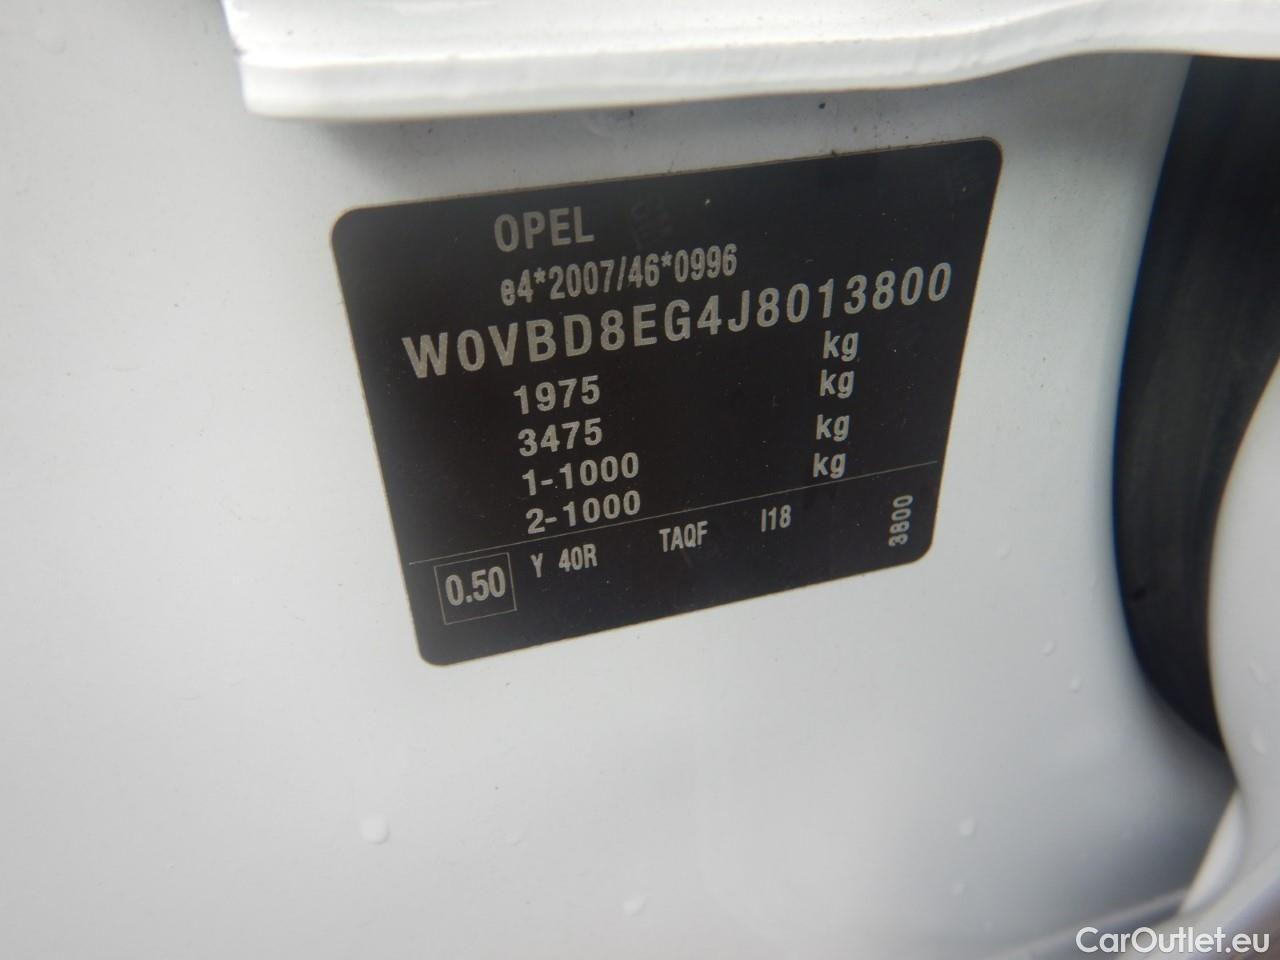 OPEL
e4*2007/46*0996
W0VBD8EG4J8013800
1975 kg
3475 kg
1-1000 kg
2-1000 kg
0.50 Y 40R TAQF I18 3800
CarOutlet.eu